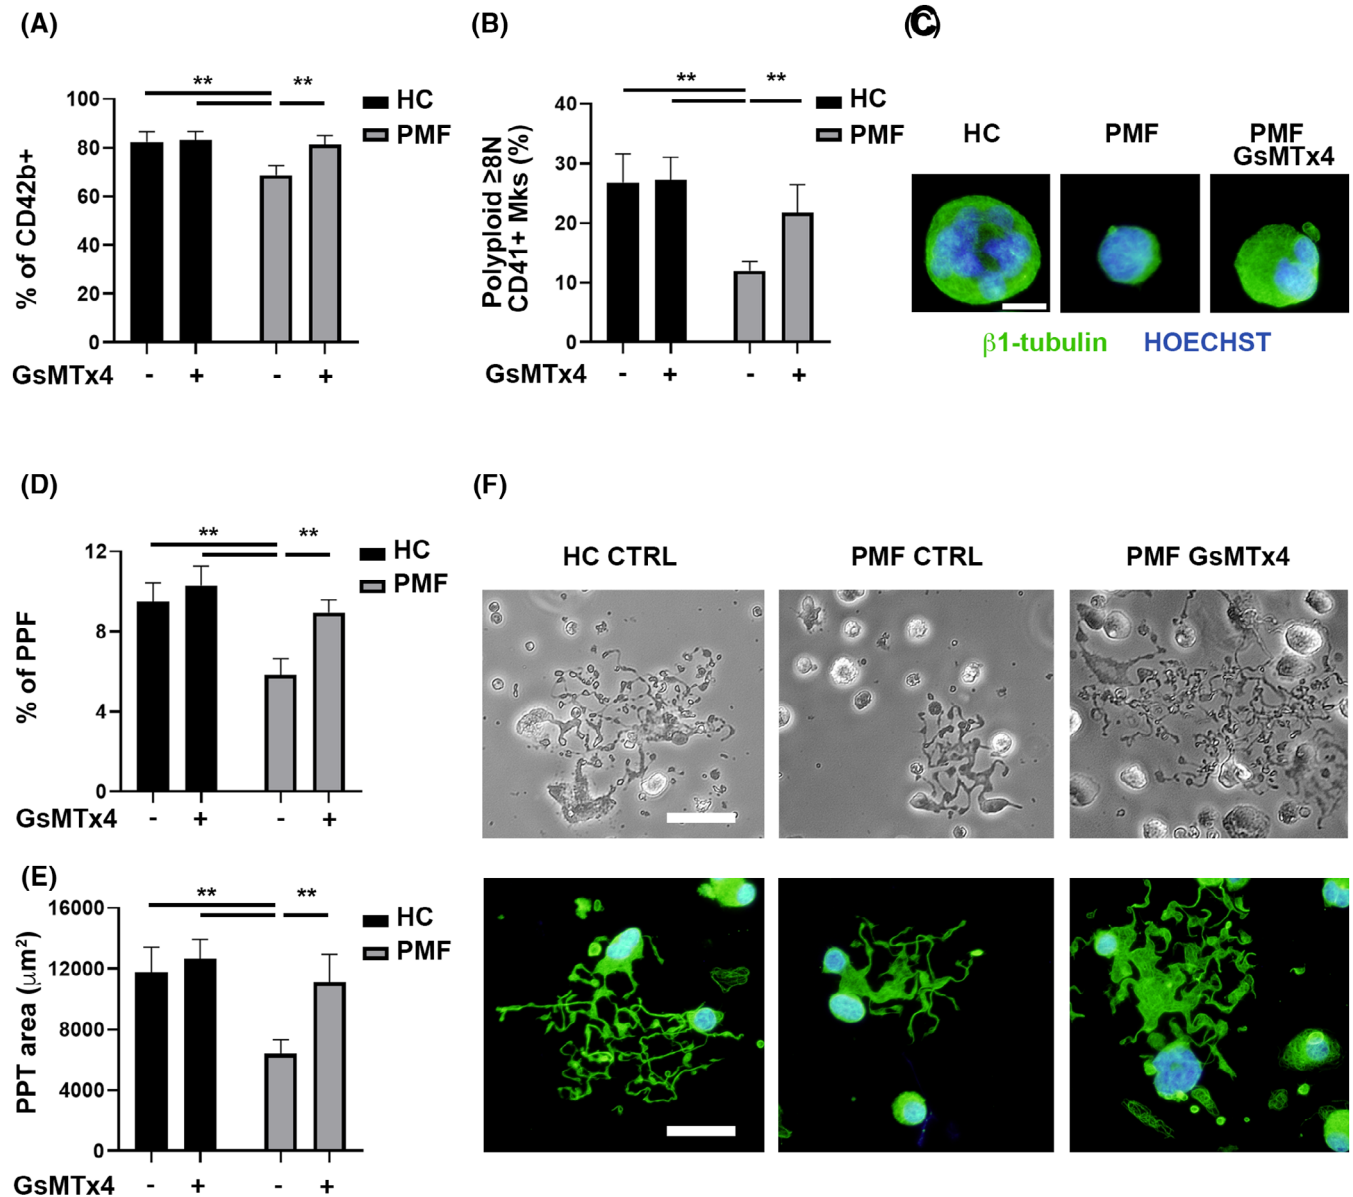 (A)
**
**
100
80
60
40
20
0
% of CD42b+
HC
PMF
GsMTx4 - + - +
(B)
**
**
40
30
20
10
0
Polyploid ≥8N
CD41+ Mks (%)
HC
PMF
GsMTx4 - + - +
(C)
HC
PMF
PMF
GsMTx4
β1-tubulin HOECHST
(D)
**
**
12
8
4
0
% of PPF
HC
PMF
GsMTx4 - + - +
(E)
**
**
16000
12000
8000
4000
0
PPT area (μm²)
HC
PMF
GsMTx4 - + - +
(F)
HC CTRL
PMF CTRL
PMF GsMTx4